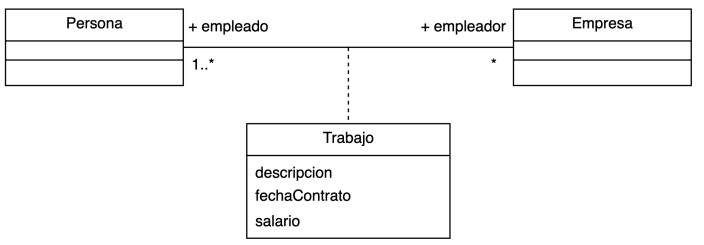 Persona
+ empleado
+ empleador
Empresa
1..*
*
Trabajo
descripcion
fechaContrato
salario